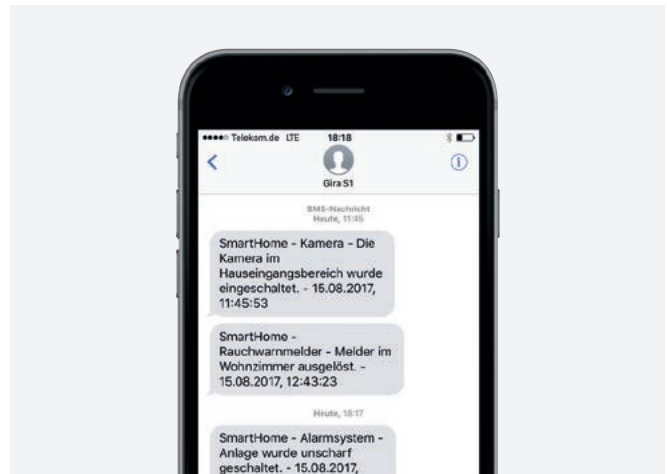 Telekom.de LTE 18:18
Gira S1
SMS-Nachricht
Heute, 11:45
SmartHome - Kamera - Die
Kamera im
Hauseingangsbereich wurde
eingeschaltet. - 15.08.2017,
11:45:53
SmartHome -
Rauchwarnmelder - Melder im
Wohnzimmer ausgelöst. -
15.08.2017, 12:43:23
Heute, 18:17
SmartHome - Alarmsystem -
Anlage wurde unscharf
geschaltet. - 15.08.2017,